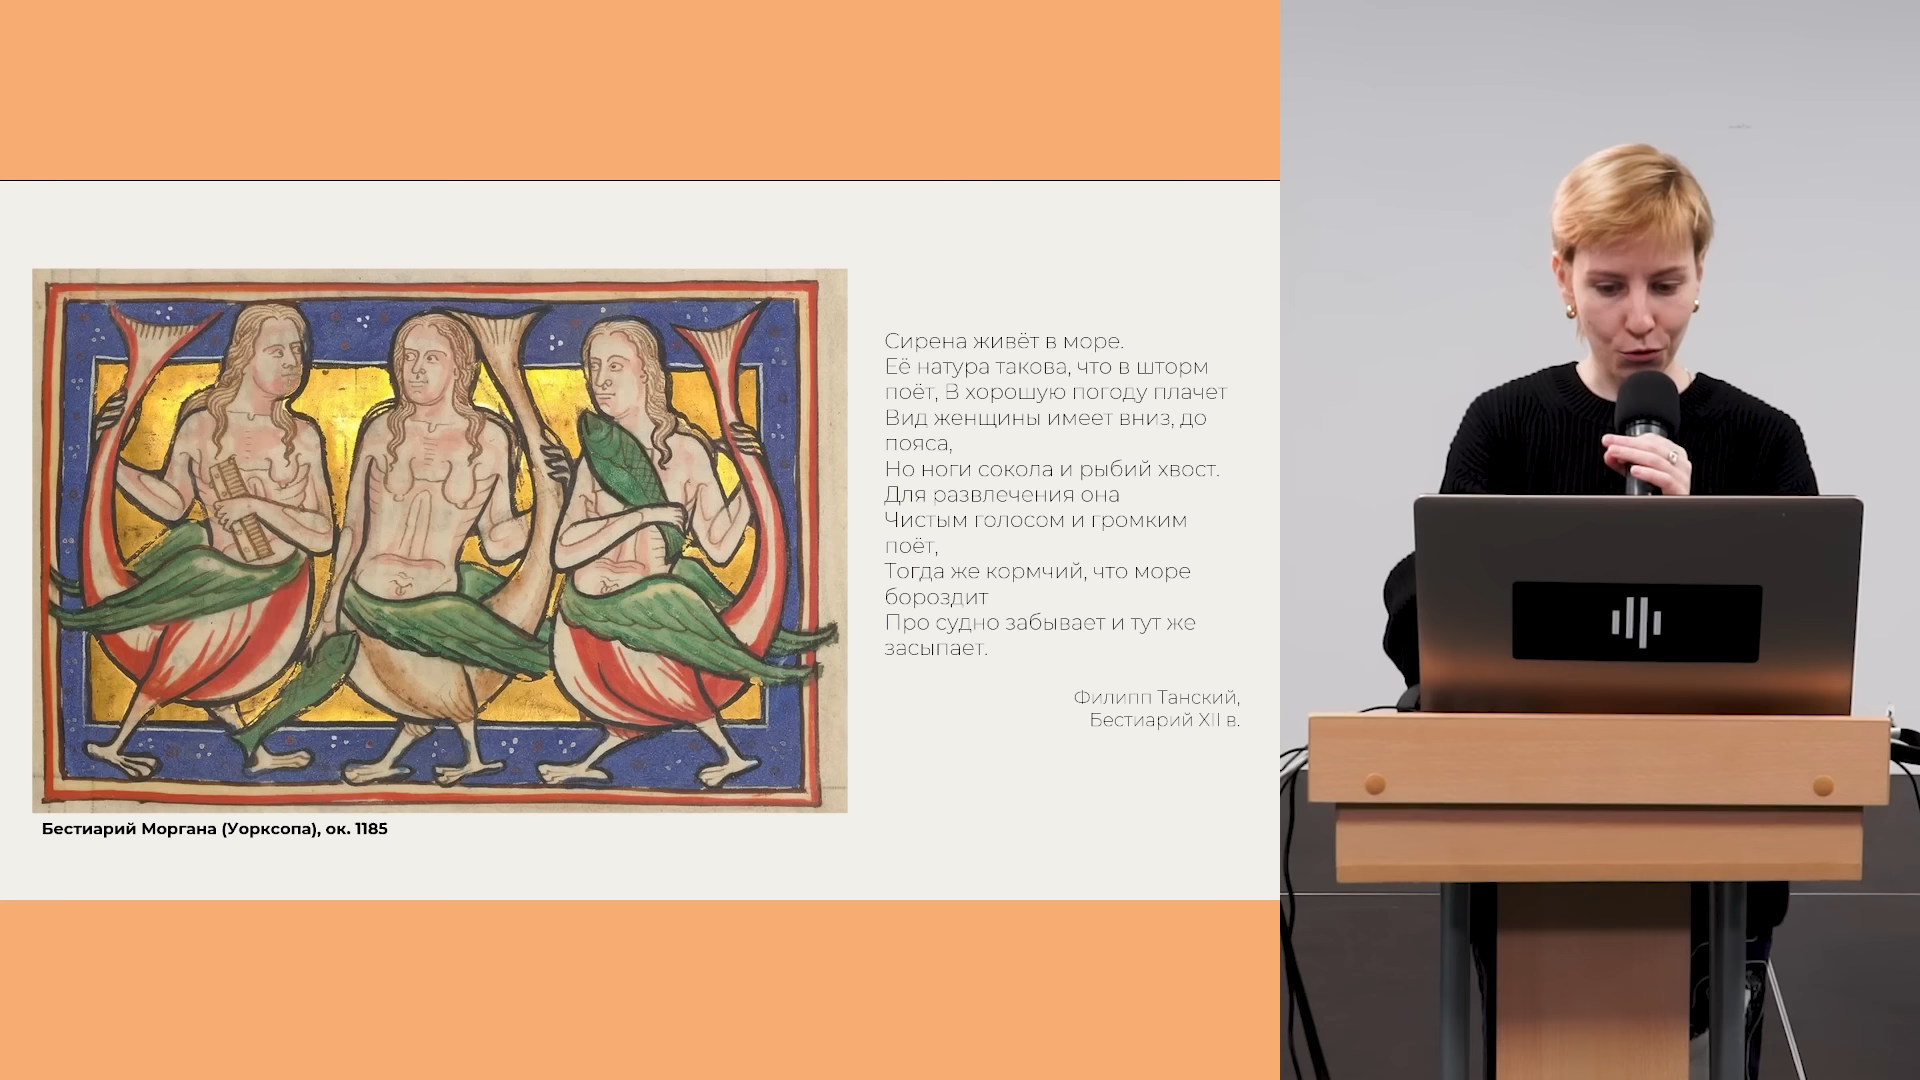 Сирена живёт в море.
Её натура такова, что в шторм
поёт, В хорошую погоду плачет
Вид женщины имеет вниз, до
пояса,
Но ноги сокола и рыбий хвост.
Для развлечения она
Чистым голосом и громким
поёт,
Тогда же кормчий, что море
бороздит
Про судно забывает и тут же
засыпает.
Филипп Танский,
Бестиарий XII в.
Бестиарий Моргана (Уорксопа), ок. 1185